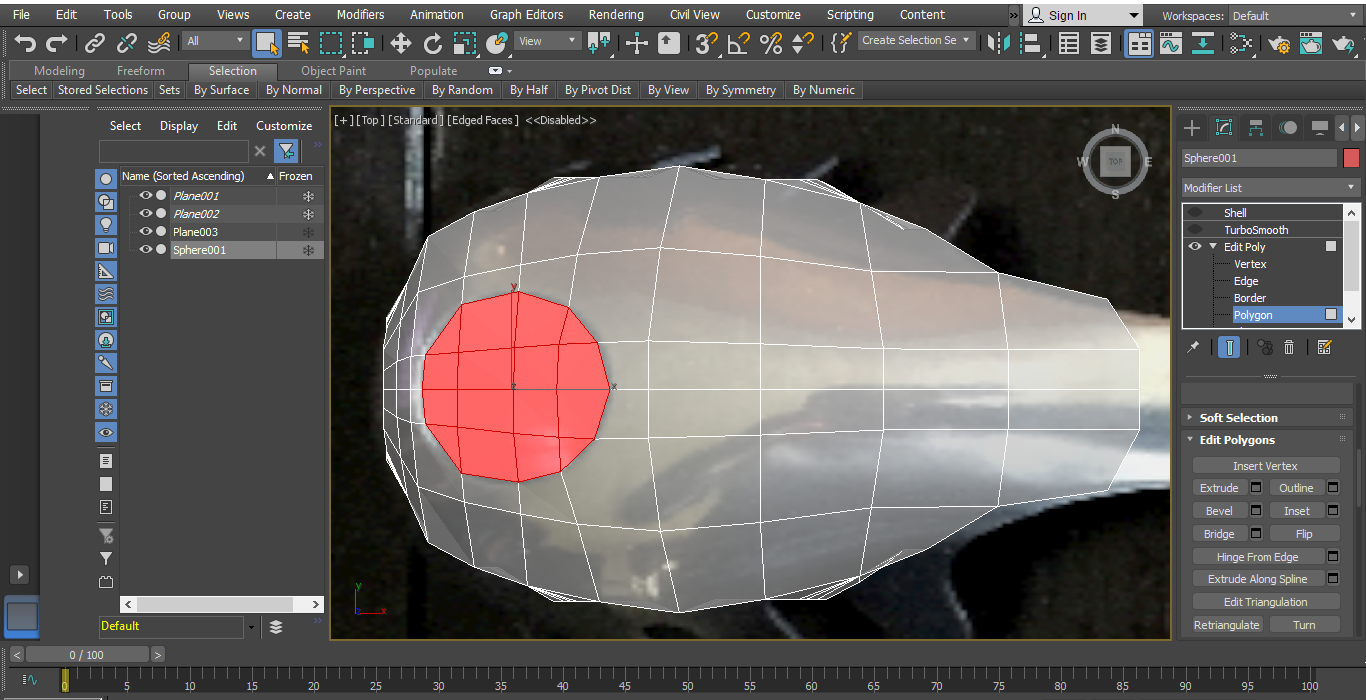 File Edit Tools Group Views Create Modifiers Animation Graph Editors Rendering Civil View Customize Scripting Content » Sign In Workspaces: Default
All View 3 Create Selection Se
Modeling Freeform Selection Object Paint Populate
Select Stored Selections Sets By Surface By Normal By Perspective By Random By Half By Pivot Dist By View By Symmetry By Numeric
Select Display Edit Customize
Name (Sorted Ascending) Frozen
Plane001
Plane002
Plane003
Sphere001
Default
[+] [Top ] [Standard ] [Edged Faces ] <<Disabled>>
N
W TOP E
S
y
z x
y
z x
Sphere001
Modifier List
Shell
TurboSmooth
Edit Poly
Vertex
Edge
Border
Polygon
Soft Selection
Edit Polygons
Insert Vertex
Extrude Outline
Bevel Inset
Bridge Flip
Hinge From Edge
Extrude Along Spline
Edit Triangulation
Retriangulate Turn
< 0 / 100 >
0 5 10 15 20 25 30 35 40 45 50 55 60 65 70 75 80 85 90 95 100